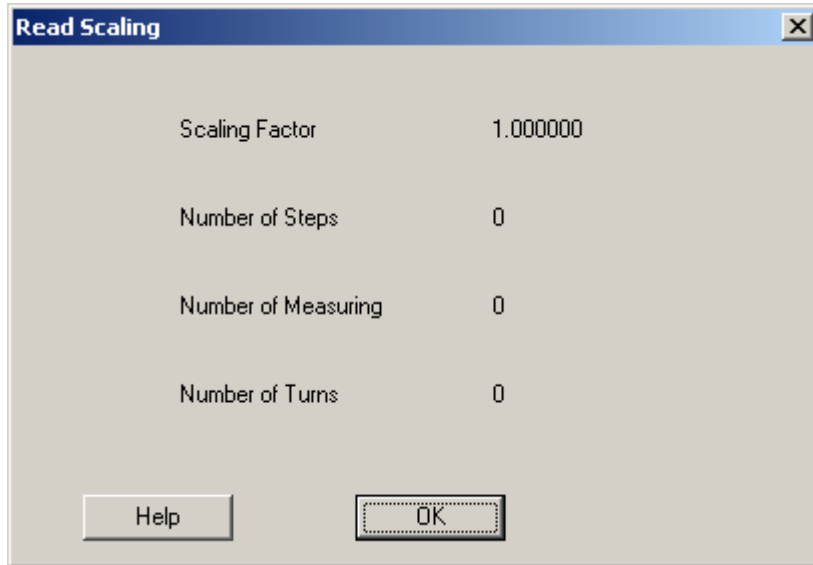 Read Scaling
Scaling Factor 1.000000
Number of Steps 0
Number of Measuring 0
Number of Turns 0
Help OK